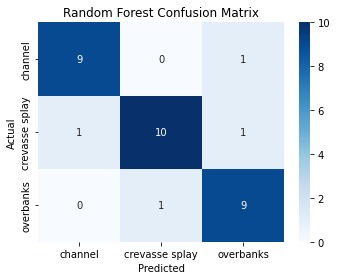 Random Forest Confusion Matrix
Actual
channel
crevasse splay
overbanks
9 0 1
1 10 1
0 1 9
channel crevasse splay overbanks
Predicted
10
8
6
4
2
0